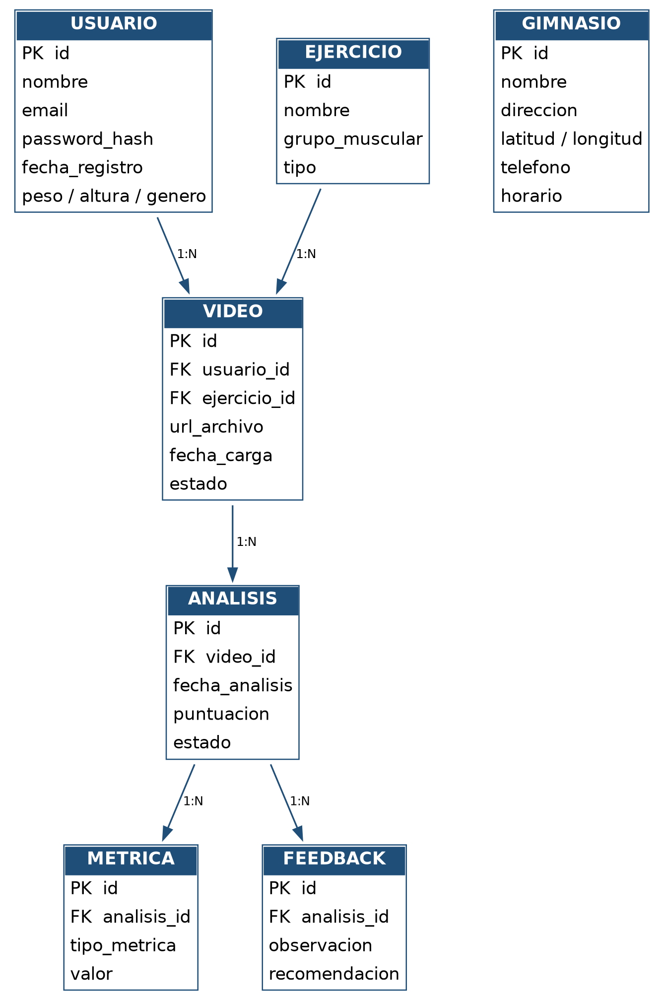 USUARIO
PK  id
nombre
email
password_hash
fecha_registro
peso / altura / genero
EJERCICIO
PK  id
nombre
grupo_muscular
tipo
GIMNASIO
PK  id
nombre
direccion
latitud / longitud
telefono
horario
1:N
1:N
VIDEO
PK  id
FK  usuario_id
FK  ejercicio_id
url_archivo
fecha_carga
estado
1:N
ANALISIS
PK  id
FK  video_id
fecha_analisis
puntuacion
estado
1:N
1:N
METRICA
PK  id
FK  analisis_id
tipo_metrica
valor
FEEDBACK
PK  id
FK  analisis_id
observacion
recomendacion